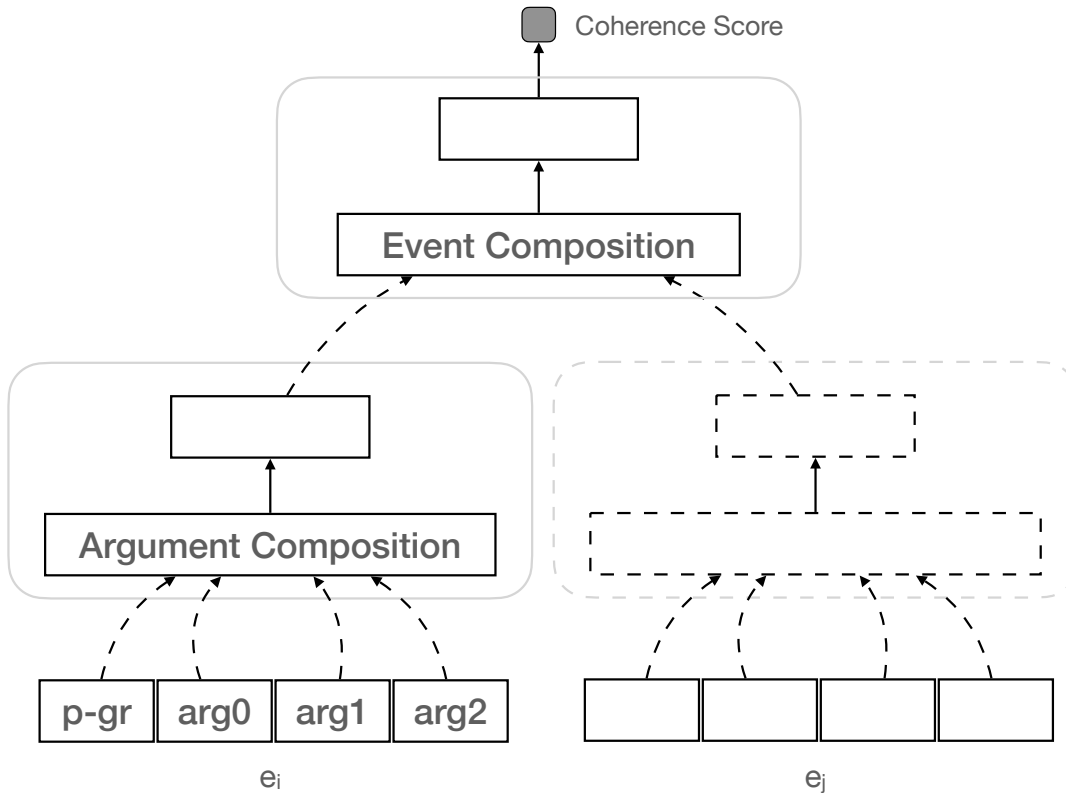 Coherence Score
Event Composition
Argument Composition
p-gr arg0 arg1 arg2
eᵢ eⱼ